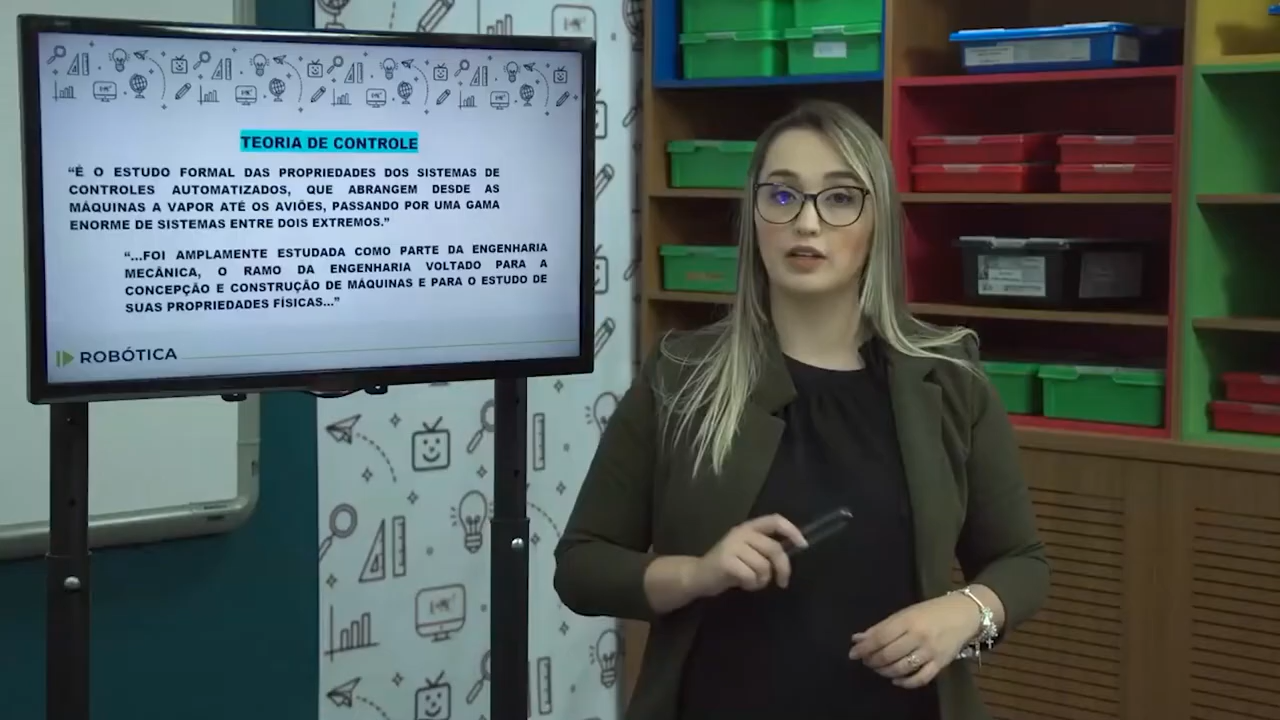 TEORIA DE CONTROLE
“É O ESTUDO FORMAL DAS PROPRIEDADES DOS SISTEMAS DE
CONTROLES AUTOMATIZADOS, QUE ABRANGEM DESDE AS
MÁQUINAS A VAPOR ATÉ OS AVIÕES, PASSANDO POR UMA GAMA
ENORME DE SISTEMAS ENTRE DOIS EXTREMOS.”
“...FOI AMPLAMENTE ESTUDADA COMO PARTE DA ENGENHARIA
MECÂNICA, O RAMO DA ENGENHARIA VOLTADO PARA A
CONCEPÇÃO E CONSTRUÇÃO DE MÁQUINAS E PARA O ESTUDO DE
SUAS PROPRIEDADES FÍSICAS...”
ROBÓTICA